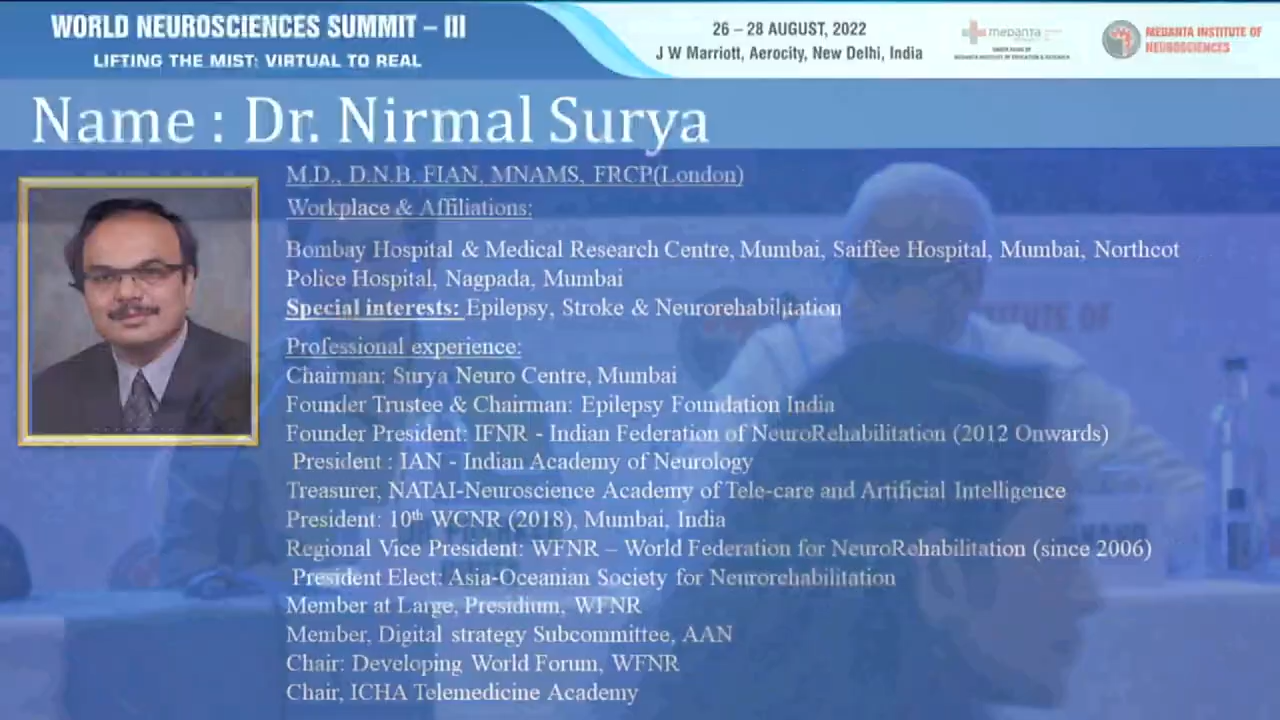 WORLD NEUROSCIENCES SUMMIT – III
LIFTING THE MIST: VIRTUAL TO REAL
26 – 28 AUGUST, 2022
J W Marriott, Aerocity, New Delhi, India
medanta
MEDANTA INSTITUTE OF EDUCATION & RESEARCH
MEDANTA INSTITUTE OF
NEUROSCIENCES
Name : Dr. Nirmal Surya
M.D., D.N.B. FIAN, MNAMS, FRCP(London)
Workplace & Affiliations:
Bombay Hospital & Medical Research Centre, Mumbai, Saiffee Hospital, Mumbai, Northcot
Police Hospital, Nagpada, Mumbai
Special interests: Epilepsy, Stroke & Neurorehabilitation
Professional experience:
Chairman: Surya Neuro Centre, Mumbai
Founder Trustee & Chairman: Epilepsy Foundation India
Founder President: IFNR - Indian Federation of NeuroRehabilitation (2012 Onwards)
President : IAN - Indian Academy of Neurology
Treasurer, NATAI-Neuroscience Academy of Tele-care and Artificial Intelligence
President: 10th WCNR (2018), Mumbai, India
Regional Vice President: WFNR – World Federation for NeuroRehabilitation (since 2006)
President Elect: Asia-Oceanian Society for Neurorehabilitation
Member at Large, Presidium, WFNR
Member, Digital strategy Subcommittee, AAN
Chair: Developing World Forum, WFNR
Chair, ICHA Telemedicine Academy